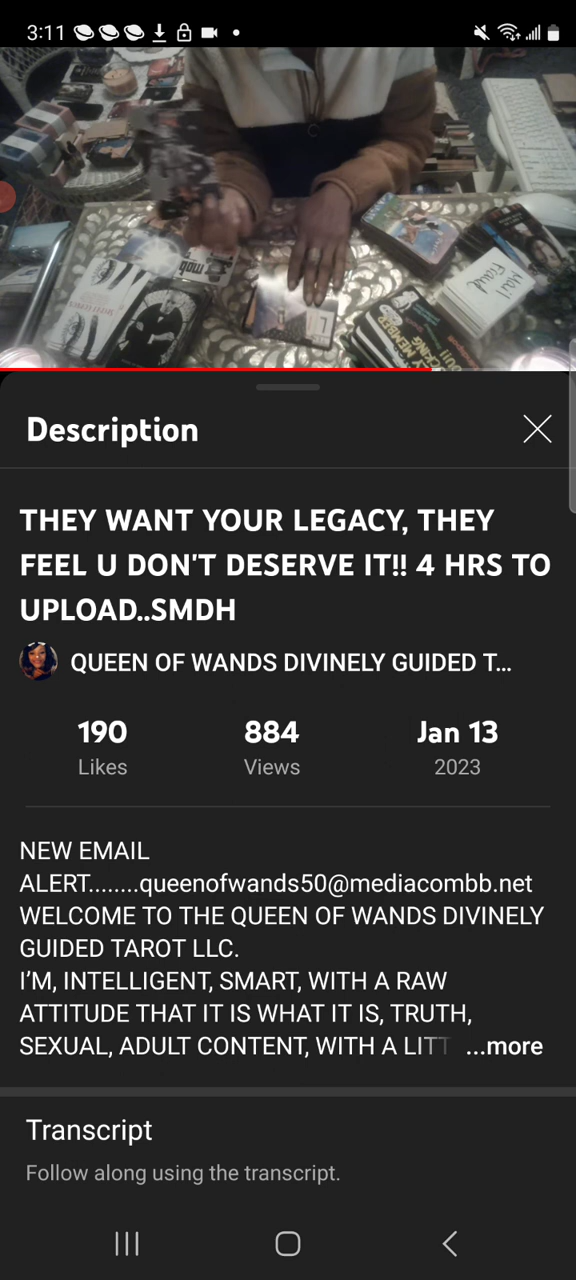 3:11
Mail
Fraud
Description
THEY WANT YOUR LEGACY, THEY
FEEL U DON'T DESERVE IT!! 4 HRS TO
UPLOAD..SMDH
QUEEN OF WANDS DIVINELY GUIDED T...
190
884
Jan 13
Likes
Views
2023
NEW EMAIL
ALERT........queenofwands50@mediacombb.net
WELCOME TO THE QUEEN OF WANDS DIVINELY
GUIDED TAROT LLC.
I'M, INTELLIGENT, SMART, WITH A RAW
ATTITUDE THAT IT IS WHAT IT IS, TRUTH,
SEXUAL, ADULT CONTENT, WITH A LITT ...more
Transcript
Follow along using the transcript.